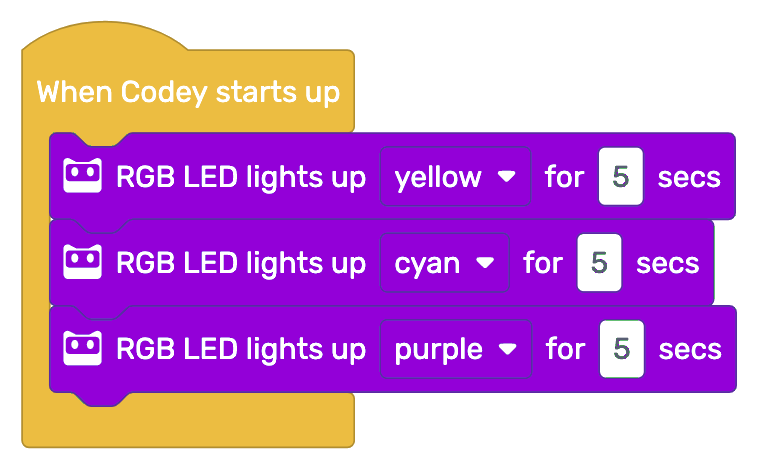 When Codey starts up
RGB LED lights up yellow for 5 secs
RGB LED lights up cyan for 5 secs
RGB LED lights up purple for 5 secs